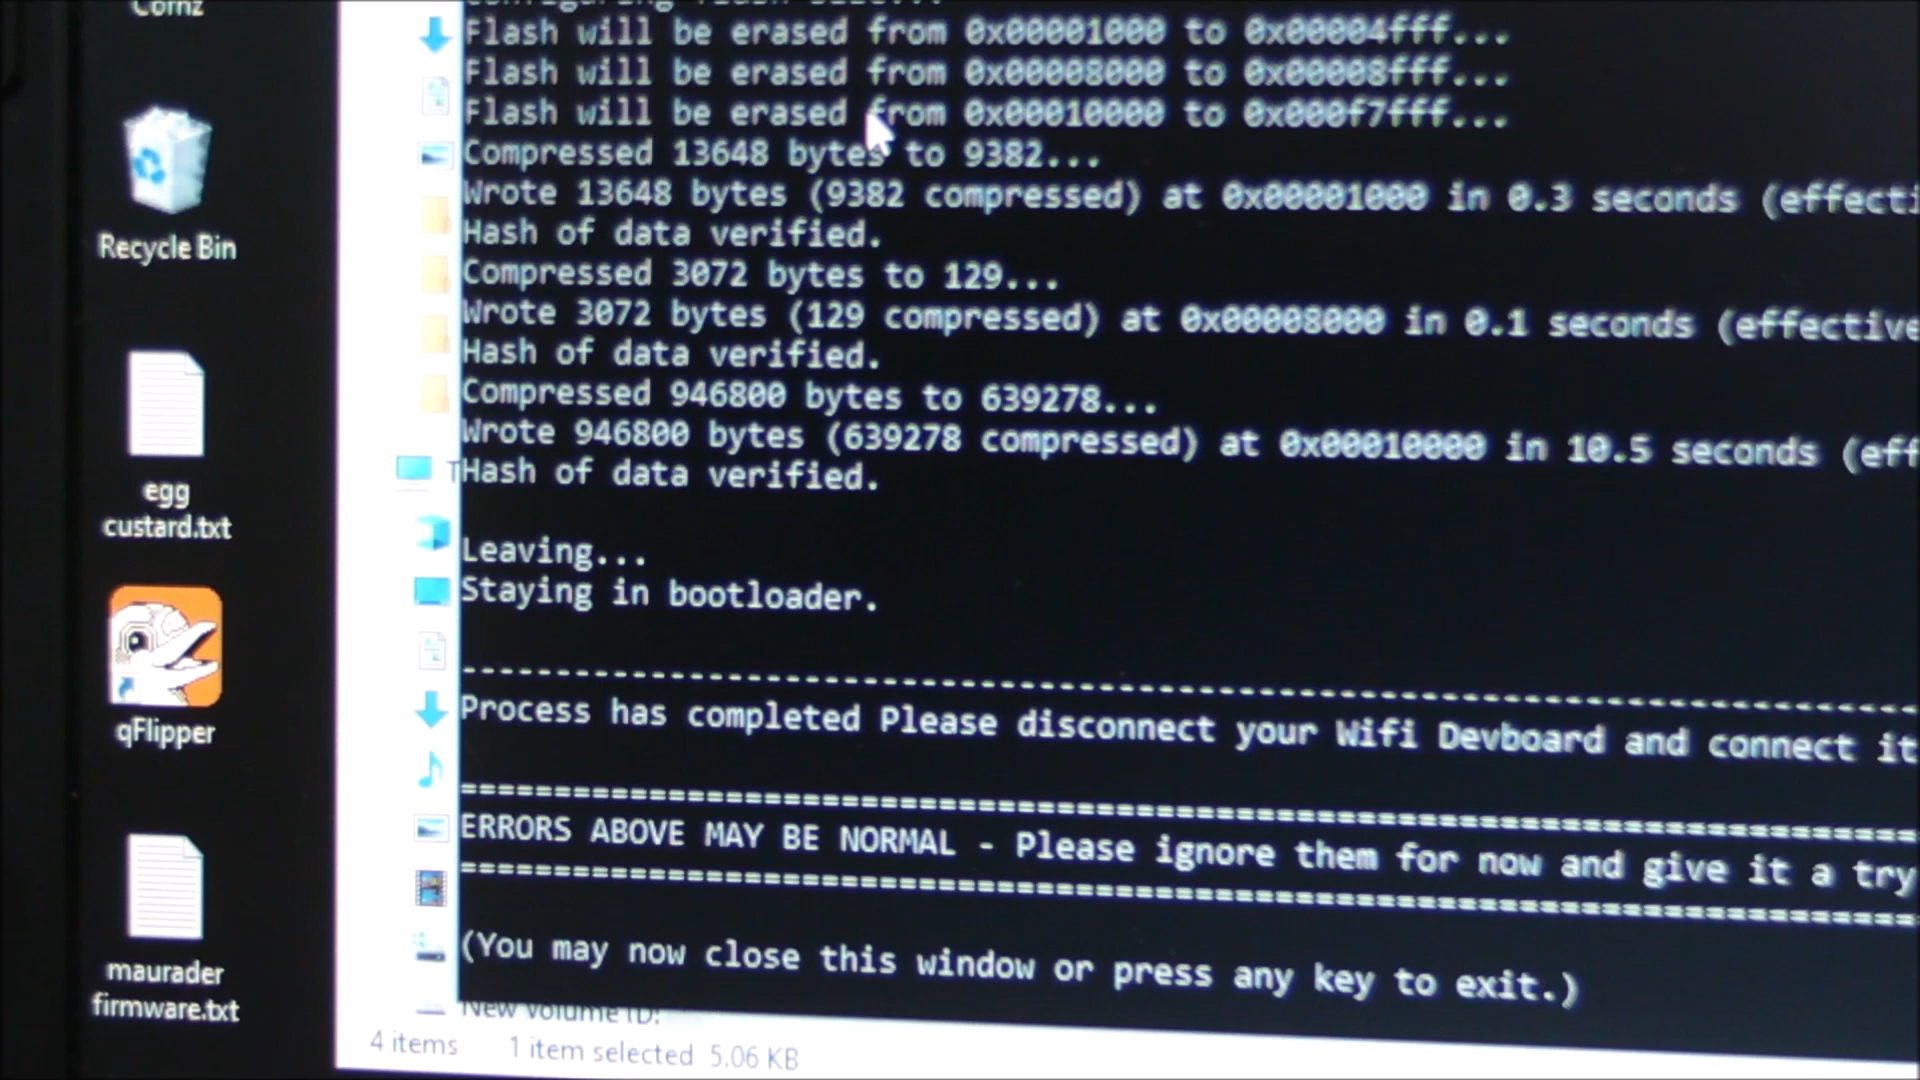 Cornz
Recycle Bin
egg
custard.txt
qFlipper
maurader
firmware.txt
Flash will be erased from 0x00001000 to 0x00004fff...
Flash will be erased from 0x00008000 to 0x00008fff...
Flash will be erased from 0x00010000 to 0x000f7fff...
Compressed 13648 bytes to 9382...
Wrote 13648 bytes (9382 compressed) at 0x00001000 in 0.3 seconds (effecti
Hash of data verified.
Compressed 3072 bytes to 129...
Wrote 3072 bytes (129 compressed) at 0x00008000 in 0.1 seconds (effective
Hash of data verified.
Compressed 946800 bytes to 639278...
Wrote 946800 bytes (639278 compressed) at 0x00010000 in 10.5 seconds (eff
Hash of data verified.
Leaving...
Staying in bootloader.
--------------------------------------------------------------------------------
Process has completed Please disconnect your Wifi Devboard and connect it
================================================================================
ERRORS ABOVE MAY BE NORMAL - Please ignore them for now and give it a try
================================================================================
(You may now close this window or press any key to exit.)
New Volume (D:
4 items 1 item selected 5.06 KB